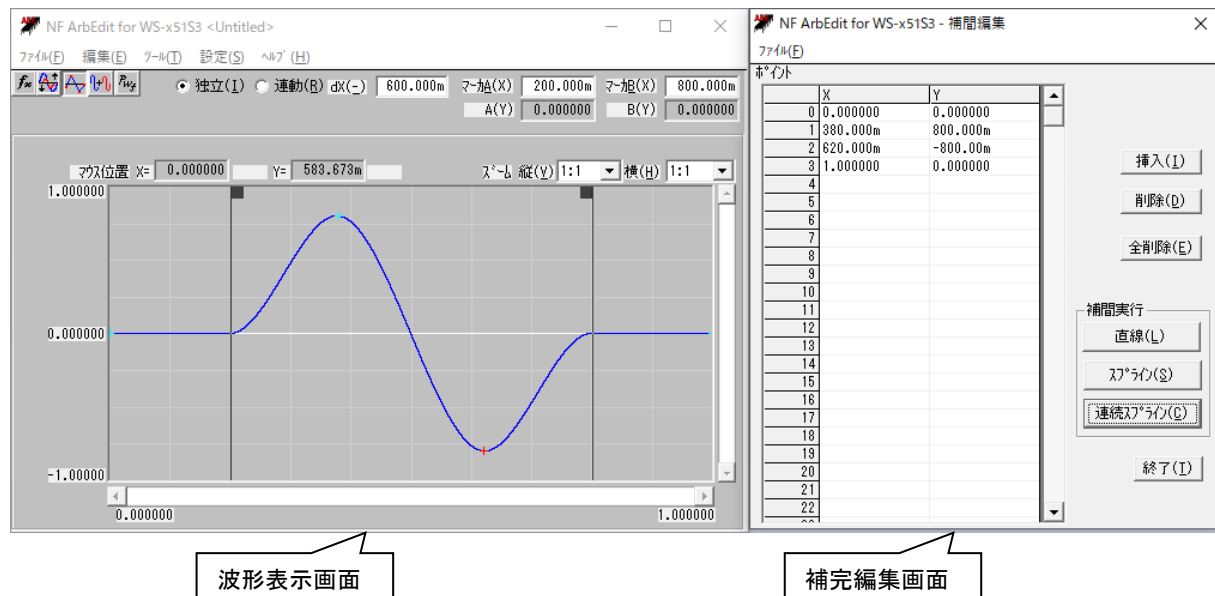 NF ArbEdit for WS-x51S3 <Untitled>
ファイル(F) 編集(E) ツール(T) 設定(S) ヘルプ(H)
独立(I) 連動(R) dX(-) 600.000m マーカA(X) 200.000m マーカB(X) 800.000m
A(Y) 0.000000 B(Y) 0.000000
マウス位置 X= 0.000000 Y= 583.673m ズーム 縦(V) 1:1 横(H) 1:1
1.000000
0.000000
-1.00000
0.000000 1.000000
波形表示画面
NF ArbEdit for WS-x51S3 - 補間編集
ファイル(F)
ポイント
X Y
0 0.000000 0.000000
1 380.000m 800.000m
2 620.000m -800.00m
3 1.000000 0.000000
4
5
6
7
8
9
10
11
12
13
14
15
16
17
18
19
20
21
22
挿入(I)
削除(D)
全削除(E)
補間実行
直線(L)
スプライン(S)
連続スプライン(C)
終了(T)
補完編集画面